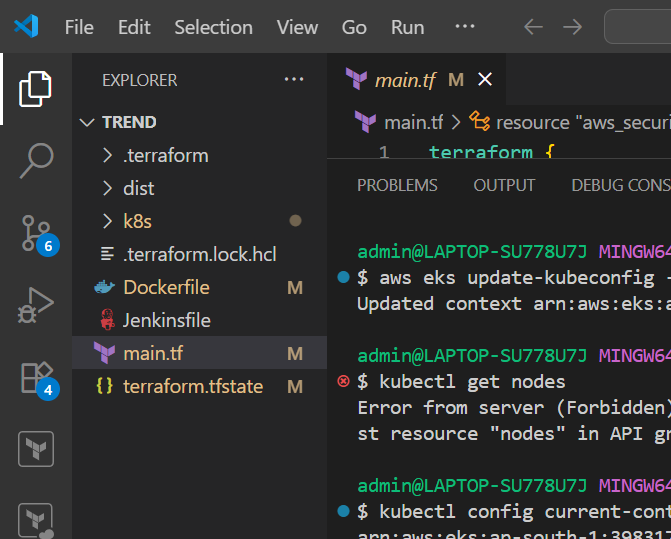 File Edit Selection View Go Run ··· ← →
EXPLORER ···
TREND
.terraform
dist
k8s
.terraform.lock.hcl
Dockerfile M
Jenkinsfile
main.tf M
terraform.tfstate M
6
4
main.tf M ×
main.tf > resource "aws_securi
1 terraform {
PROBLEMS OUTPUT DEBUG CONS
admin@LAPTOP-SU778U7J MINGW64
$ aws eks update-kubeconfig -
Updated context arn:aws:eks:a
admin@LAPTOP-SU778U7J MINGW64
$ kubectl get nodes
Error from server (Forbidden)
st resource "nodes" in API gr
admin@LAPTOP-SU778U7J MINGW64
$ kubectl config current-cont
arn:aws:eks:ap-south-1:398317